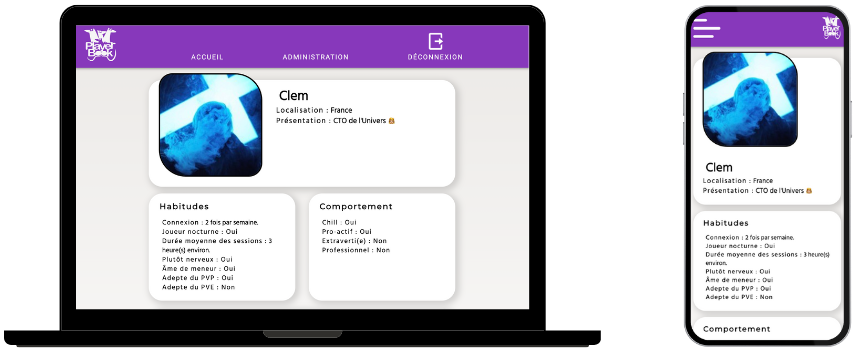 Player
Book
ACCUEIL
ADMINISTRATION
DÉCONNEXION
Clem
Localisation : France
Présentation : CTO de l'Univers
Habitudes
Connexion : 2 fois par semaine.
Joueur nocturne : Oui
Durée moyenne des sessions : 3
heure(s) environ.
Plutôt nerveux : Oui
Âme de meneur : Oui
Adepte du PVP : Oui
Adepte du PVE : Non
Comportement
Chill : Oui
Pro-actif : Oui
Extraverti(e) : Non
Professionnel : Non
Player
Book
Clem
Localisation : France
Présentation : CTO de l'Univers
Habitudes
Connexion : 2 fois par semaine.
Joueur nocturne : Oui
Durée moyenne des sessions : 3 heure(s)
environ.
Plutôt nerveux : Oui
Âme de meneur : Oui
Adepte du PVP : Oui
Adepte du PVE : Non
Comportement